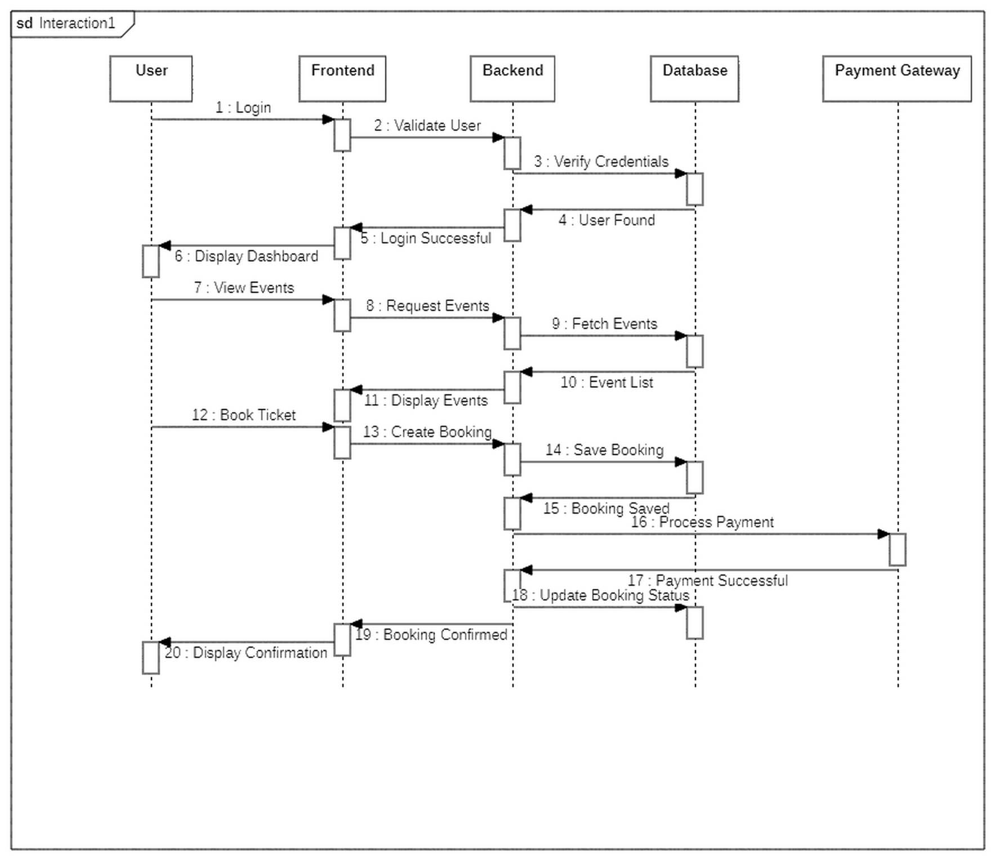 sd Interaction1
User
Frontend
Backend
Database
Payment Gateway
1 : Login
2 : Validate User
3 : Verify Credentials
4 : User Found
5 : Login Successful
6 : Display Dashboard
7 : View Events
8 : Request Events
9 : Fetch Events
10 : Event List
11 : Display Events
12 : Book Ticket
13 : Create Booking
14 : Save Booking
15 : Booking Saved
16 : Process Payment
17 : Payment Successful
18 : Update Booking Status
19 : Booking Confirmed
20 : Display Confirmation